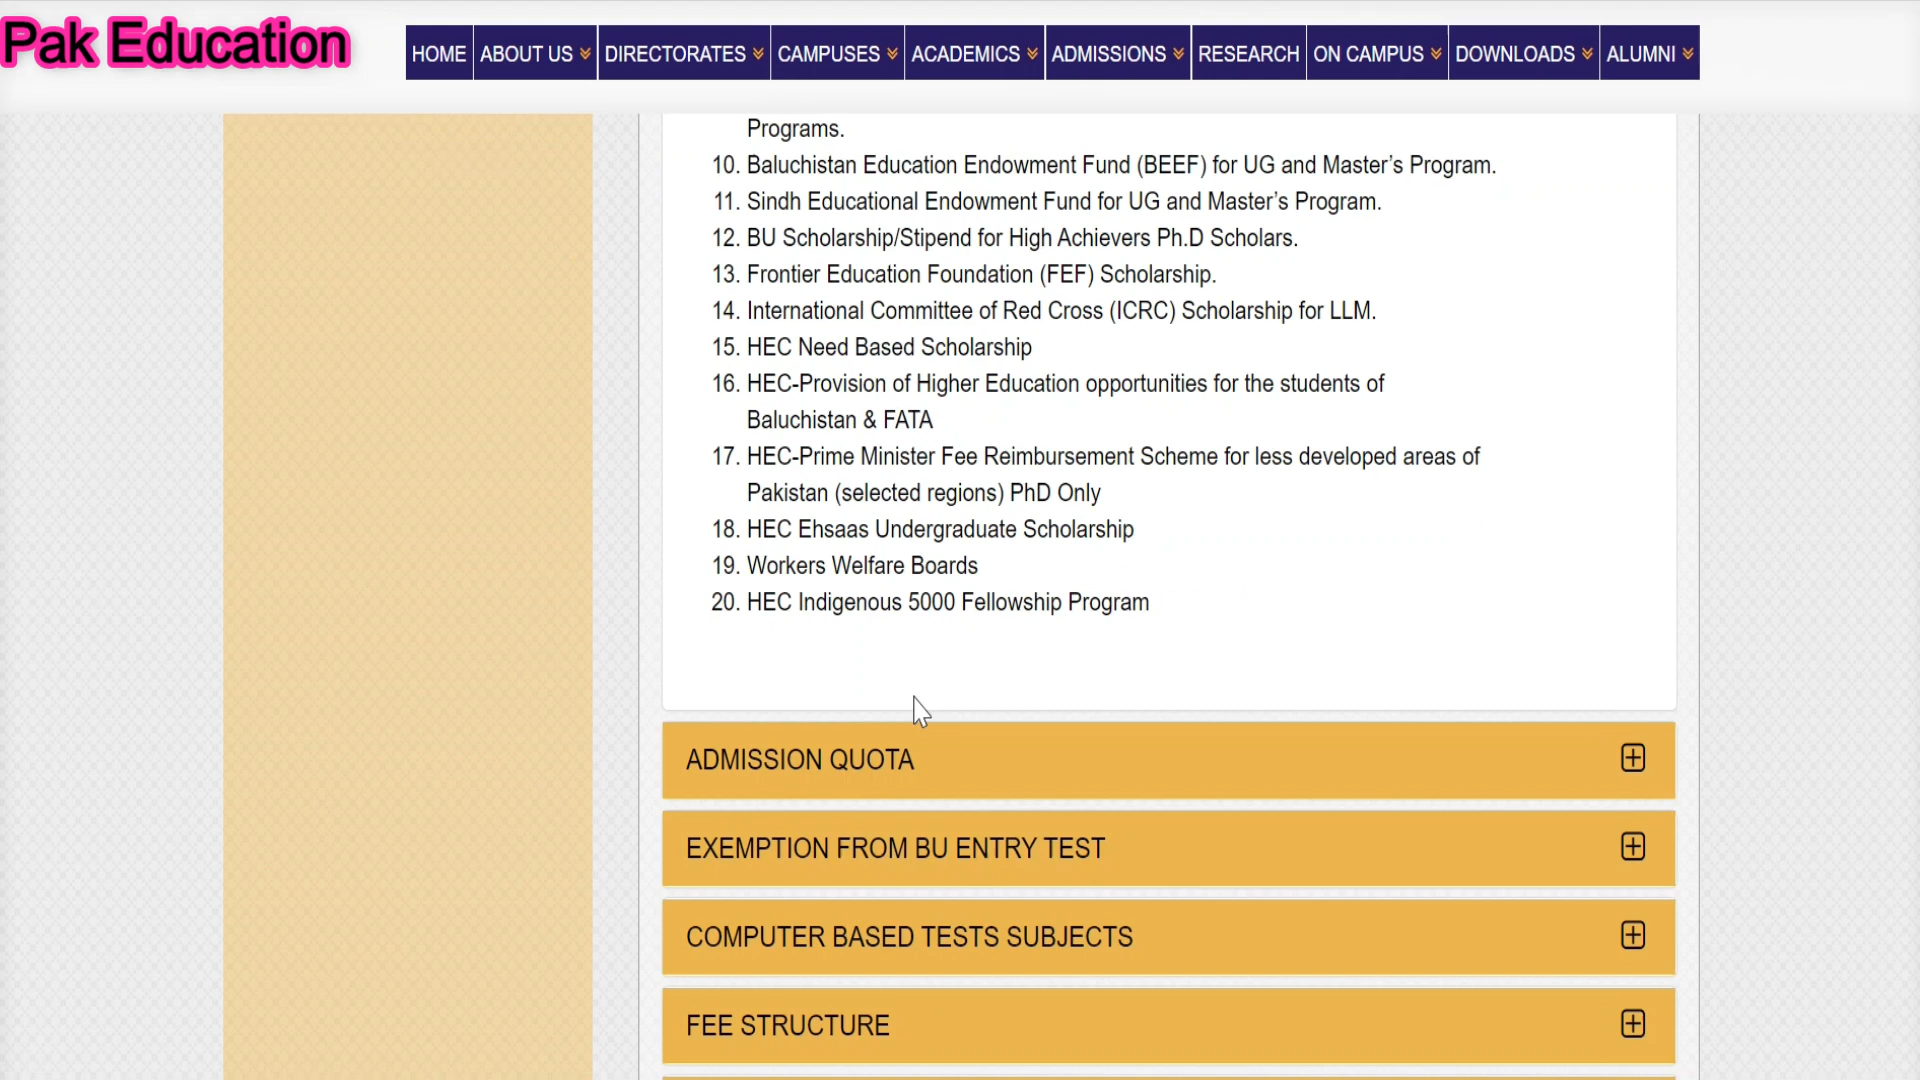 Pak Education
HOME ABOUT US DIRECTORATES CAMPUSES ACADEMICS ADMISSIONS RESEARCH ON CAMPUS DOWNLOADS ALUMNI
Programs.
10. Baluchistan Education Endowment Fund (BEEF) for UG and Master’s Program.
11. Sindh Educational Endowment Fund for UG and Master’s Program.
12. BU Scholarship/Stipend for High Achievers Ph.D Scholars.
13. Frontier Education Foundation (FEF) Scholarship.
14. International Committee of Red Cross (ICRC) Scholarship for LLM.
15. HEC Need Based Scholarship
16. HEC-Provision of Higher Education opportunities for the students of
Baluchistan & FATA
17. HEC-Prime Minister Fee Reimbursement Scheme for less developed areas of
Pakistan (selected regions) PhD Only
18. HEC Ehsaas Undergraduate Scholarship
19. Workers Welfare Boards
20. HEC Indigenous 5000 Fellowship Program
ADMISSION QUOTA
EXEMPTION FROM BU ENTRY TEST
COMPUTER BASED TESTS SUBJECTS
FEE STRUCTURE